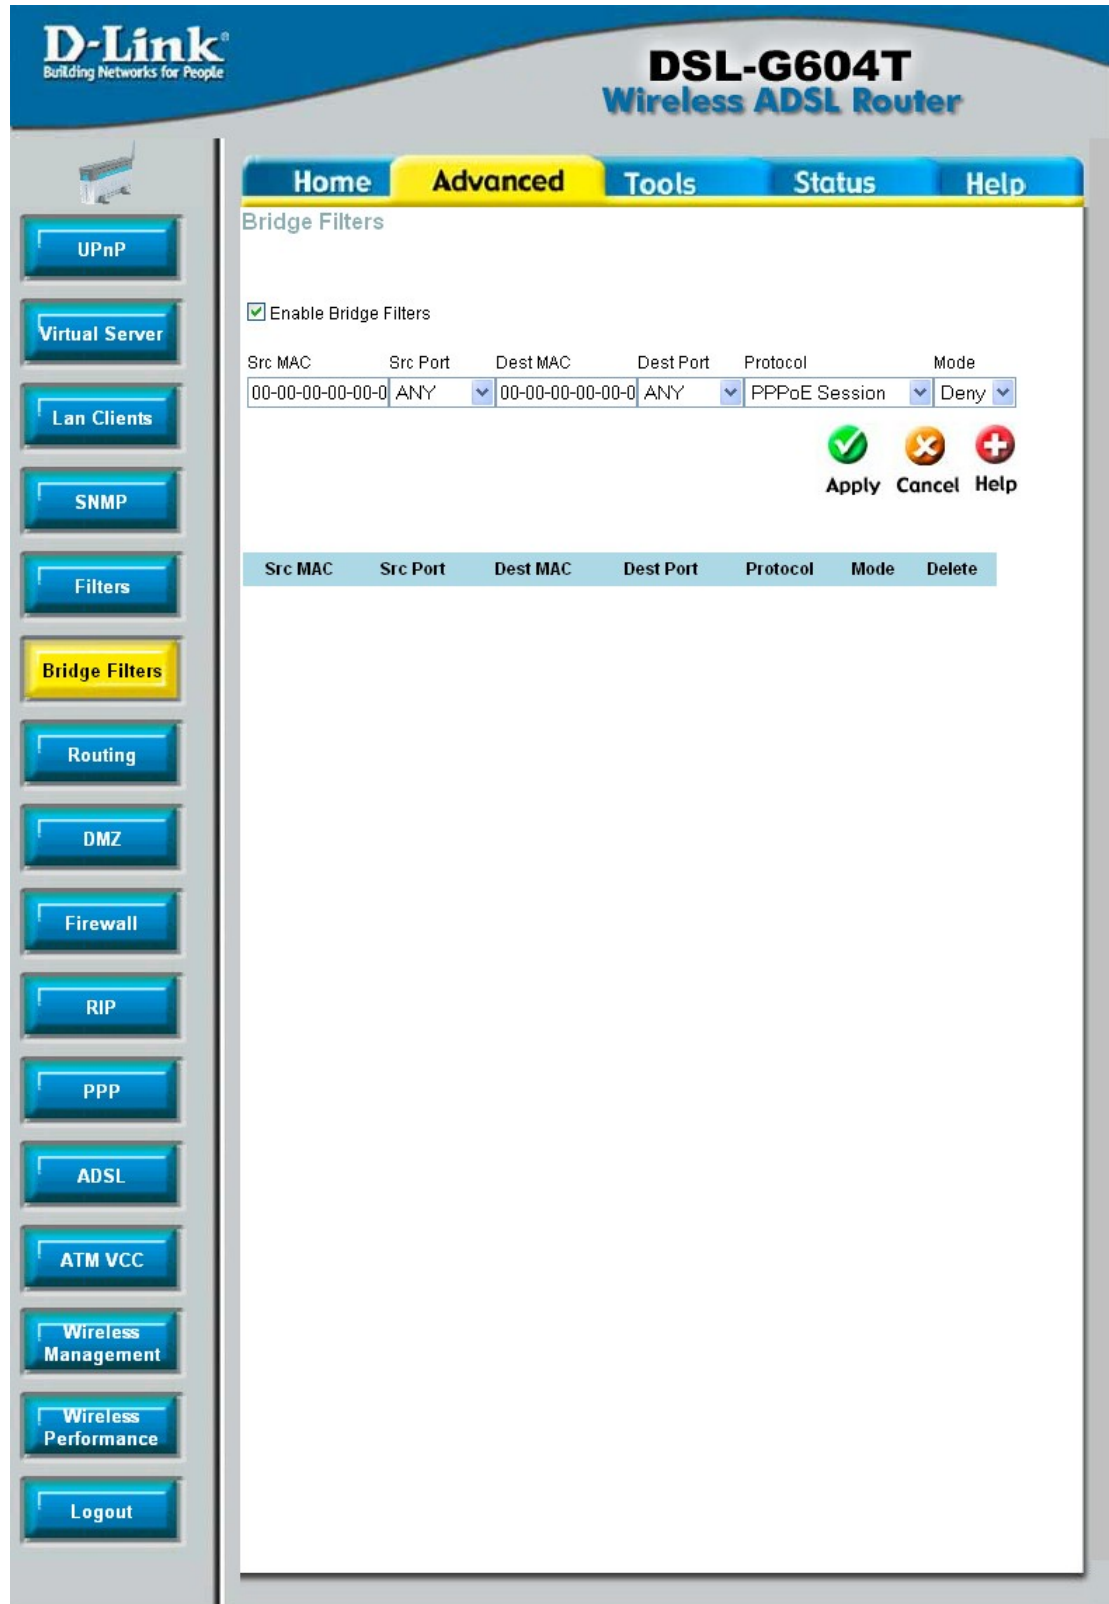 D-Link®
Building Networks for People
DSL-G604T
Wireless ADSL Router
Home Advanced Tools Status Help
Bridge Filters
Enable Bridge Filters
Src MAC Src Port Dest MAC Dest Port Protocol Mode
00-00-00-00-00-0 ANY 00-00-00-00-00-0 ANY PPPoE Session Deny
Apply Cancel Help
Src MAC Src Port Dest MAC Dest Port Protocol Mode Delete
UPnP
Virtual Server
Lan Clients
SNMP
Filters
Bridge Filters
Routing
DMZ
Firewall
RIP
PPP
ADSL
ATM VCC
Wireless
Management
Wireless
Performance
Logout